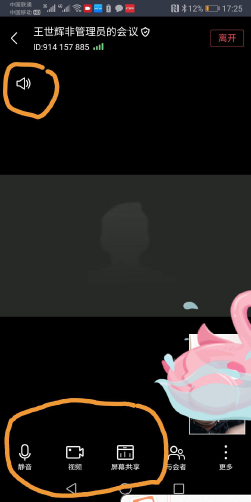 中国联通
中国移动 HD
12% 17:25
王世辉非管理员的会议
ID:914 157 885
离开
静音
视频
屏幕共享
与会者
更多